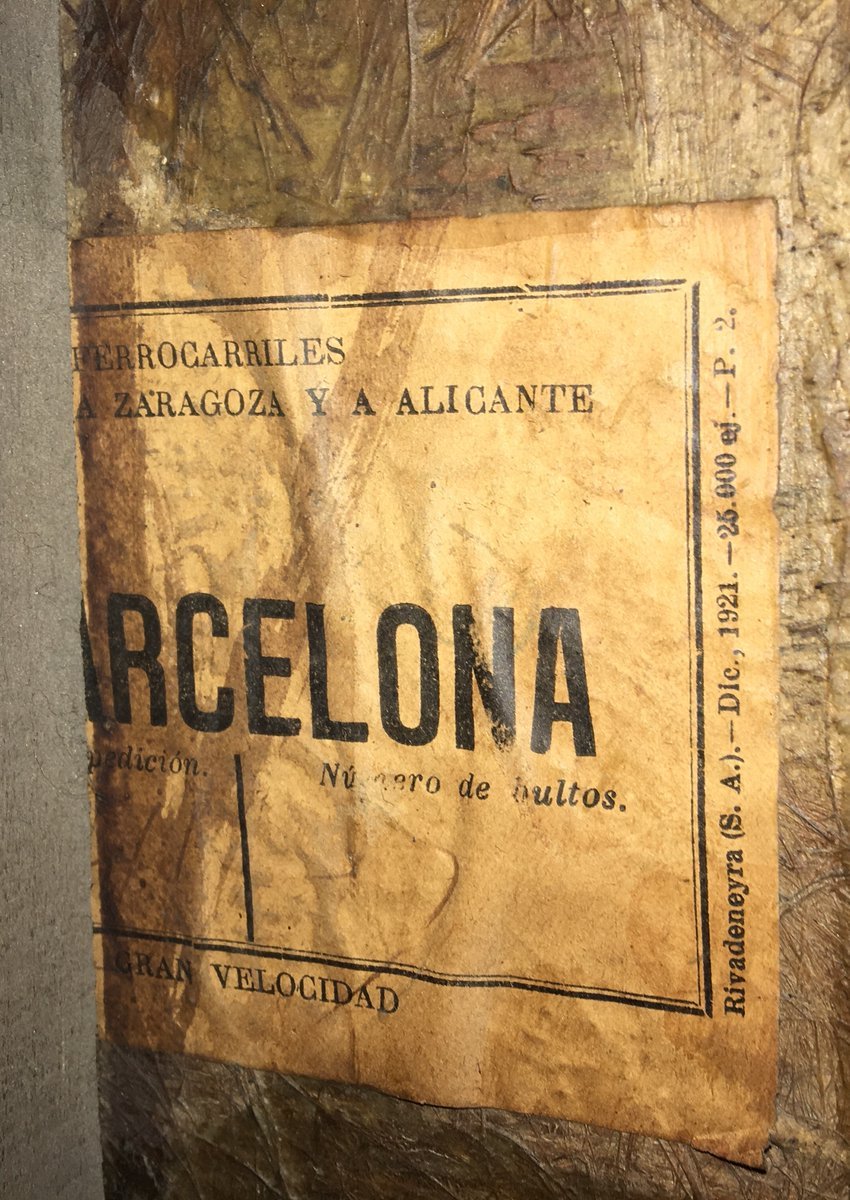 FERROCARRILES
A ZARAGOZA Y A ALICANTE
ARCELONA
pedición.
Número de bultos.
GRAN VELOCIDAD
Rivadeneyra (S. A.).—Dic., 1921.—25.000 ej.—P. 2.